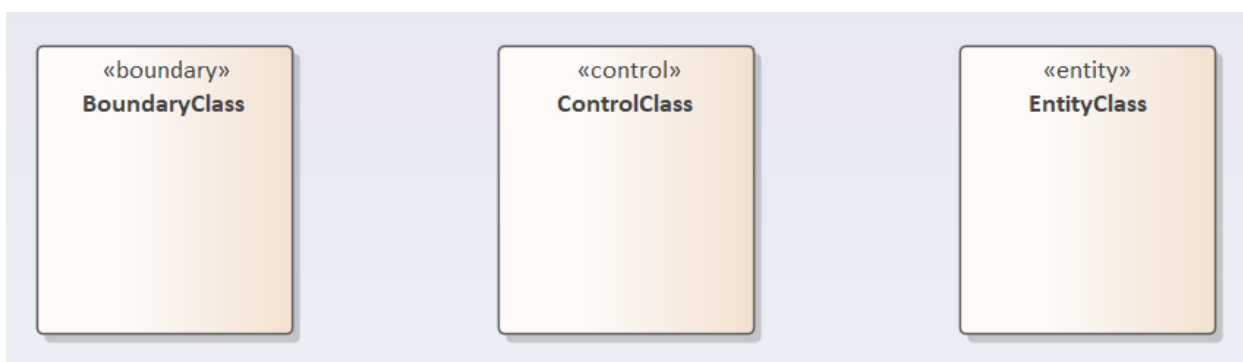 «boundary»
BoundaryClass
«control»
ControlClass
«entity»
EntityClass